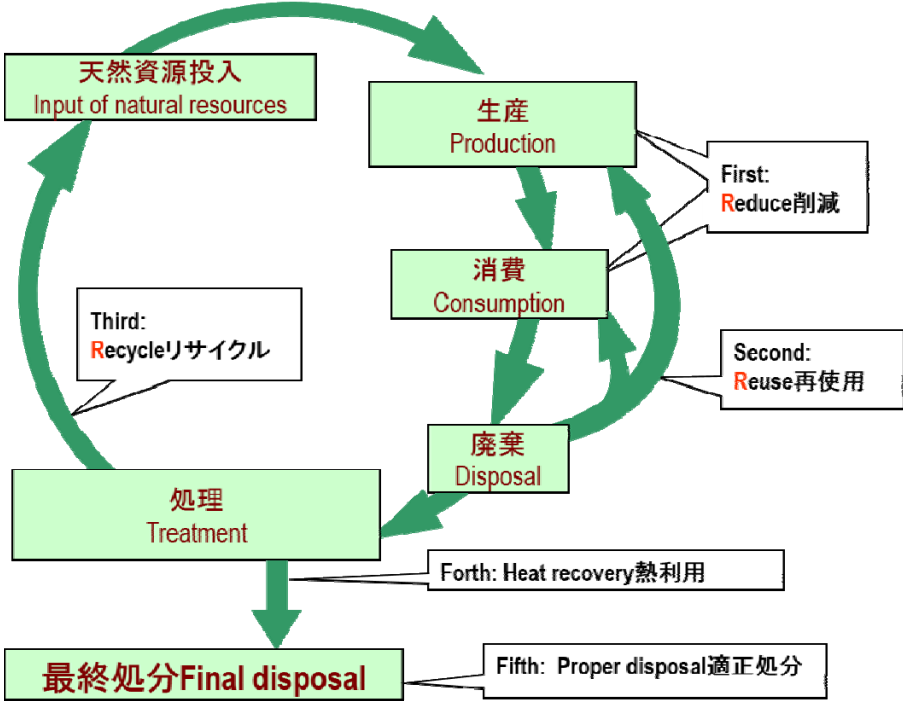 天然資源投入
Input of natural resources
生産
Production
First:
Reduce削減
消費
Consumption
Third:
Recycleリサイクル
Second:
Reuse再使用
廃棄
Disposal
処理
Treatment
Forth: Heat recovery熱利用
最終処分Final disposal
Fifth: Proper disposal適正処分